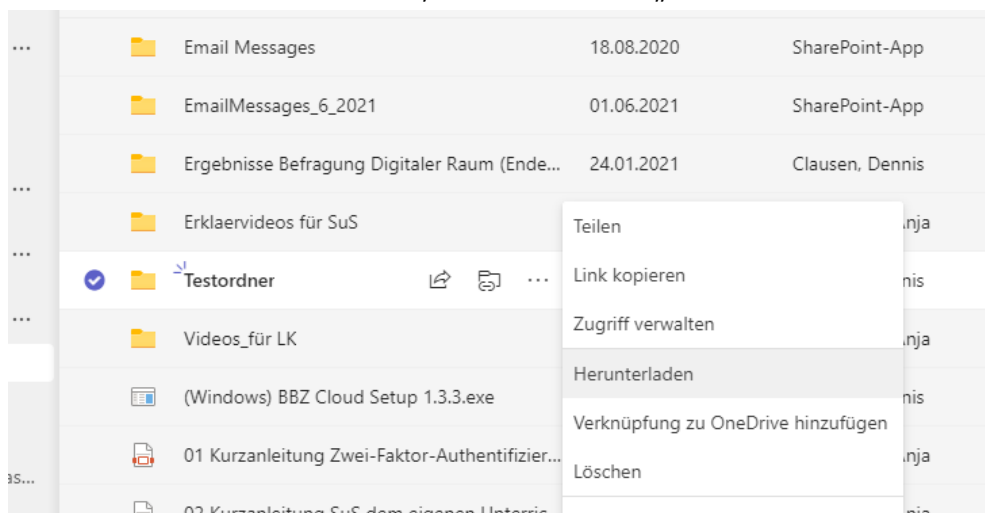 Email Messages 18.08.2020 SharePoint-App
EmailMessages_6_2021 01.06.2021 SharePoint-App
Ergebnisse Befragung Digitaler Raum (Ende... 24.01.2021 Clausen, Dennis
Erklaervideos für SuS
Teilen
Testordner
Link kopieren
Videos_für LK
Zugriff verwalten
Herunterladen
(Windows) BBZ Cloud Setup 1.3.3.exe
Verknüpfung zu OneDrive hinzufügen
01 Kurzanleitung Zwei-Faktor-Authentifizier...
Löschen